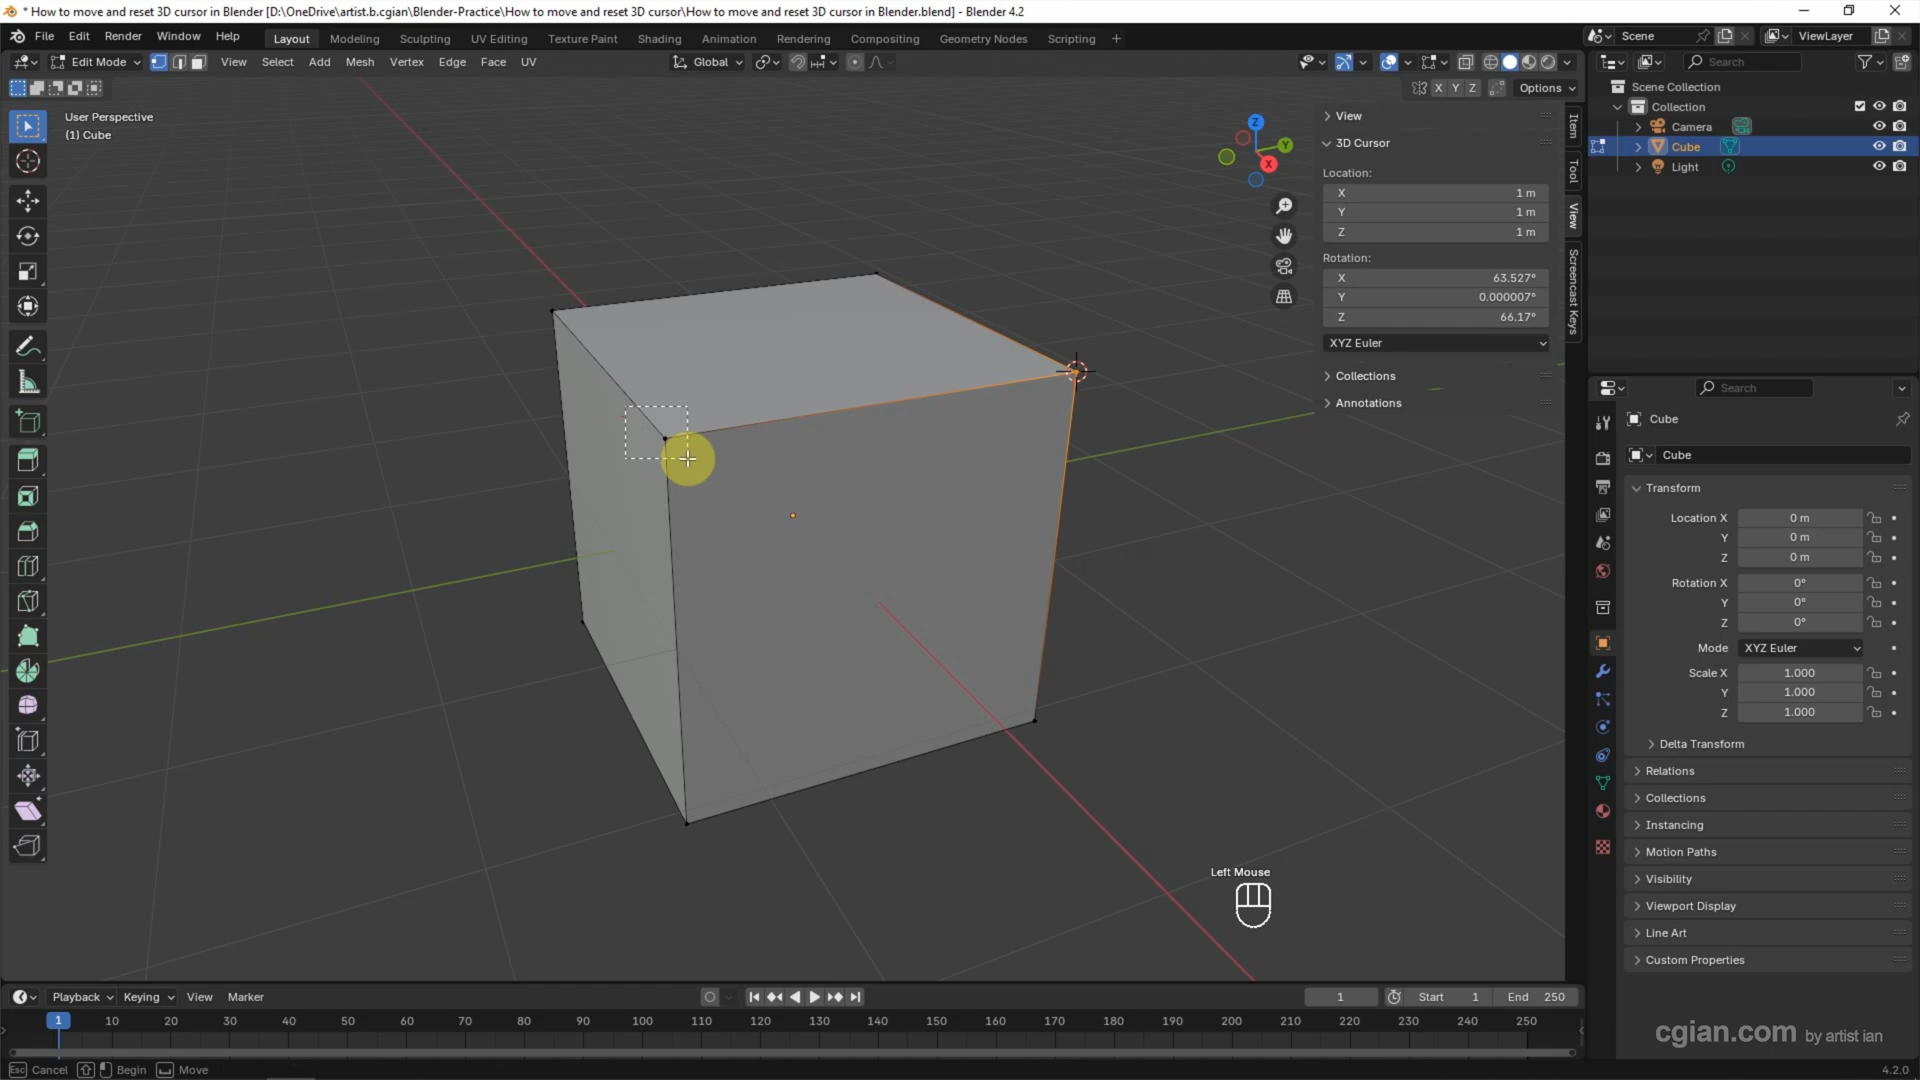 * How to move and reset 3D cursor in Blender [D:\OneDrive\artist.b.cgian\Blender-Practice\How to move and reset 3D cursor\How to move and reset 3D cursor in Blender.blend] - Blender 4.2
File Edit Render Window Help Layout Modeling Sculpting UV Editing Texture Paint Shading Animation Rendering Compositing Geometry Nodes Scripting + Scene ViewLayer
Edit Mode View Select Add Mesh Vertex Edge Face UV Global Search
X Y Z Options
Scene Collection
Collection
Camera
Cube
Light
User Perspective
(1) Cube
Z
Y
X
View
3D Cursor
Location:
X 1 m
Y 1 m
Z 1 m
Rotation:
X 63.527°
Y 0.000007°
Z 66.17°
XYZ Euler
Collections
Annotations
Item
Tool
View
Screencast Keys
Search
Cube
Cube
Transform
Location X 0 m
Y 0 m
Z 0 m
Rotation X 0°
Y 0°
Z 0°
Mode XYZ Euler
Scale X 1.000
Y 1.000
Z 1.000
Delta Transform
Relations
Collections
Instancing
Motion Paths
Visibility
Viewport Display
Line Art
Custom Properties
Left Mouse
Playback Keying View Marker 1 Start 1 End 250
1 10 20 30 40 50 60 70 80 90 100 110 120 130 140 150 160 170 180 190 200 210 220 230 240 250
cgian.com by artist ian
Esc Cancel Begin Move 4.2.0